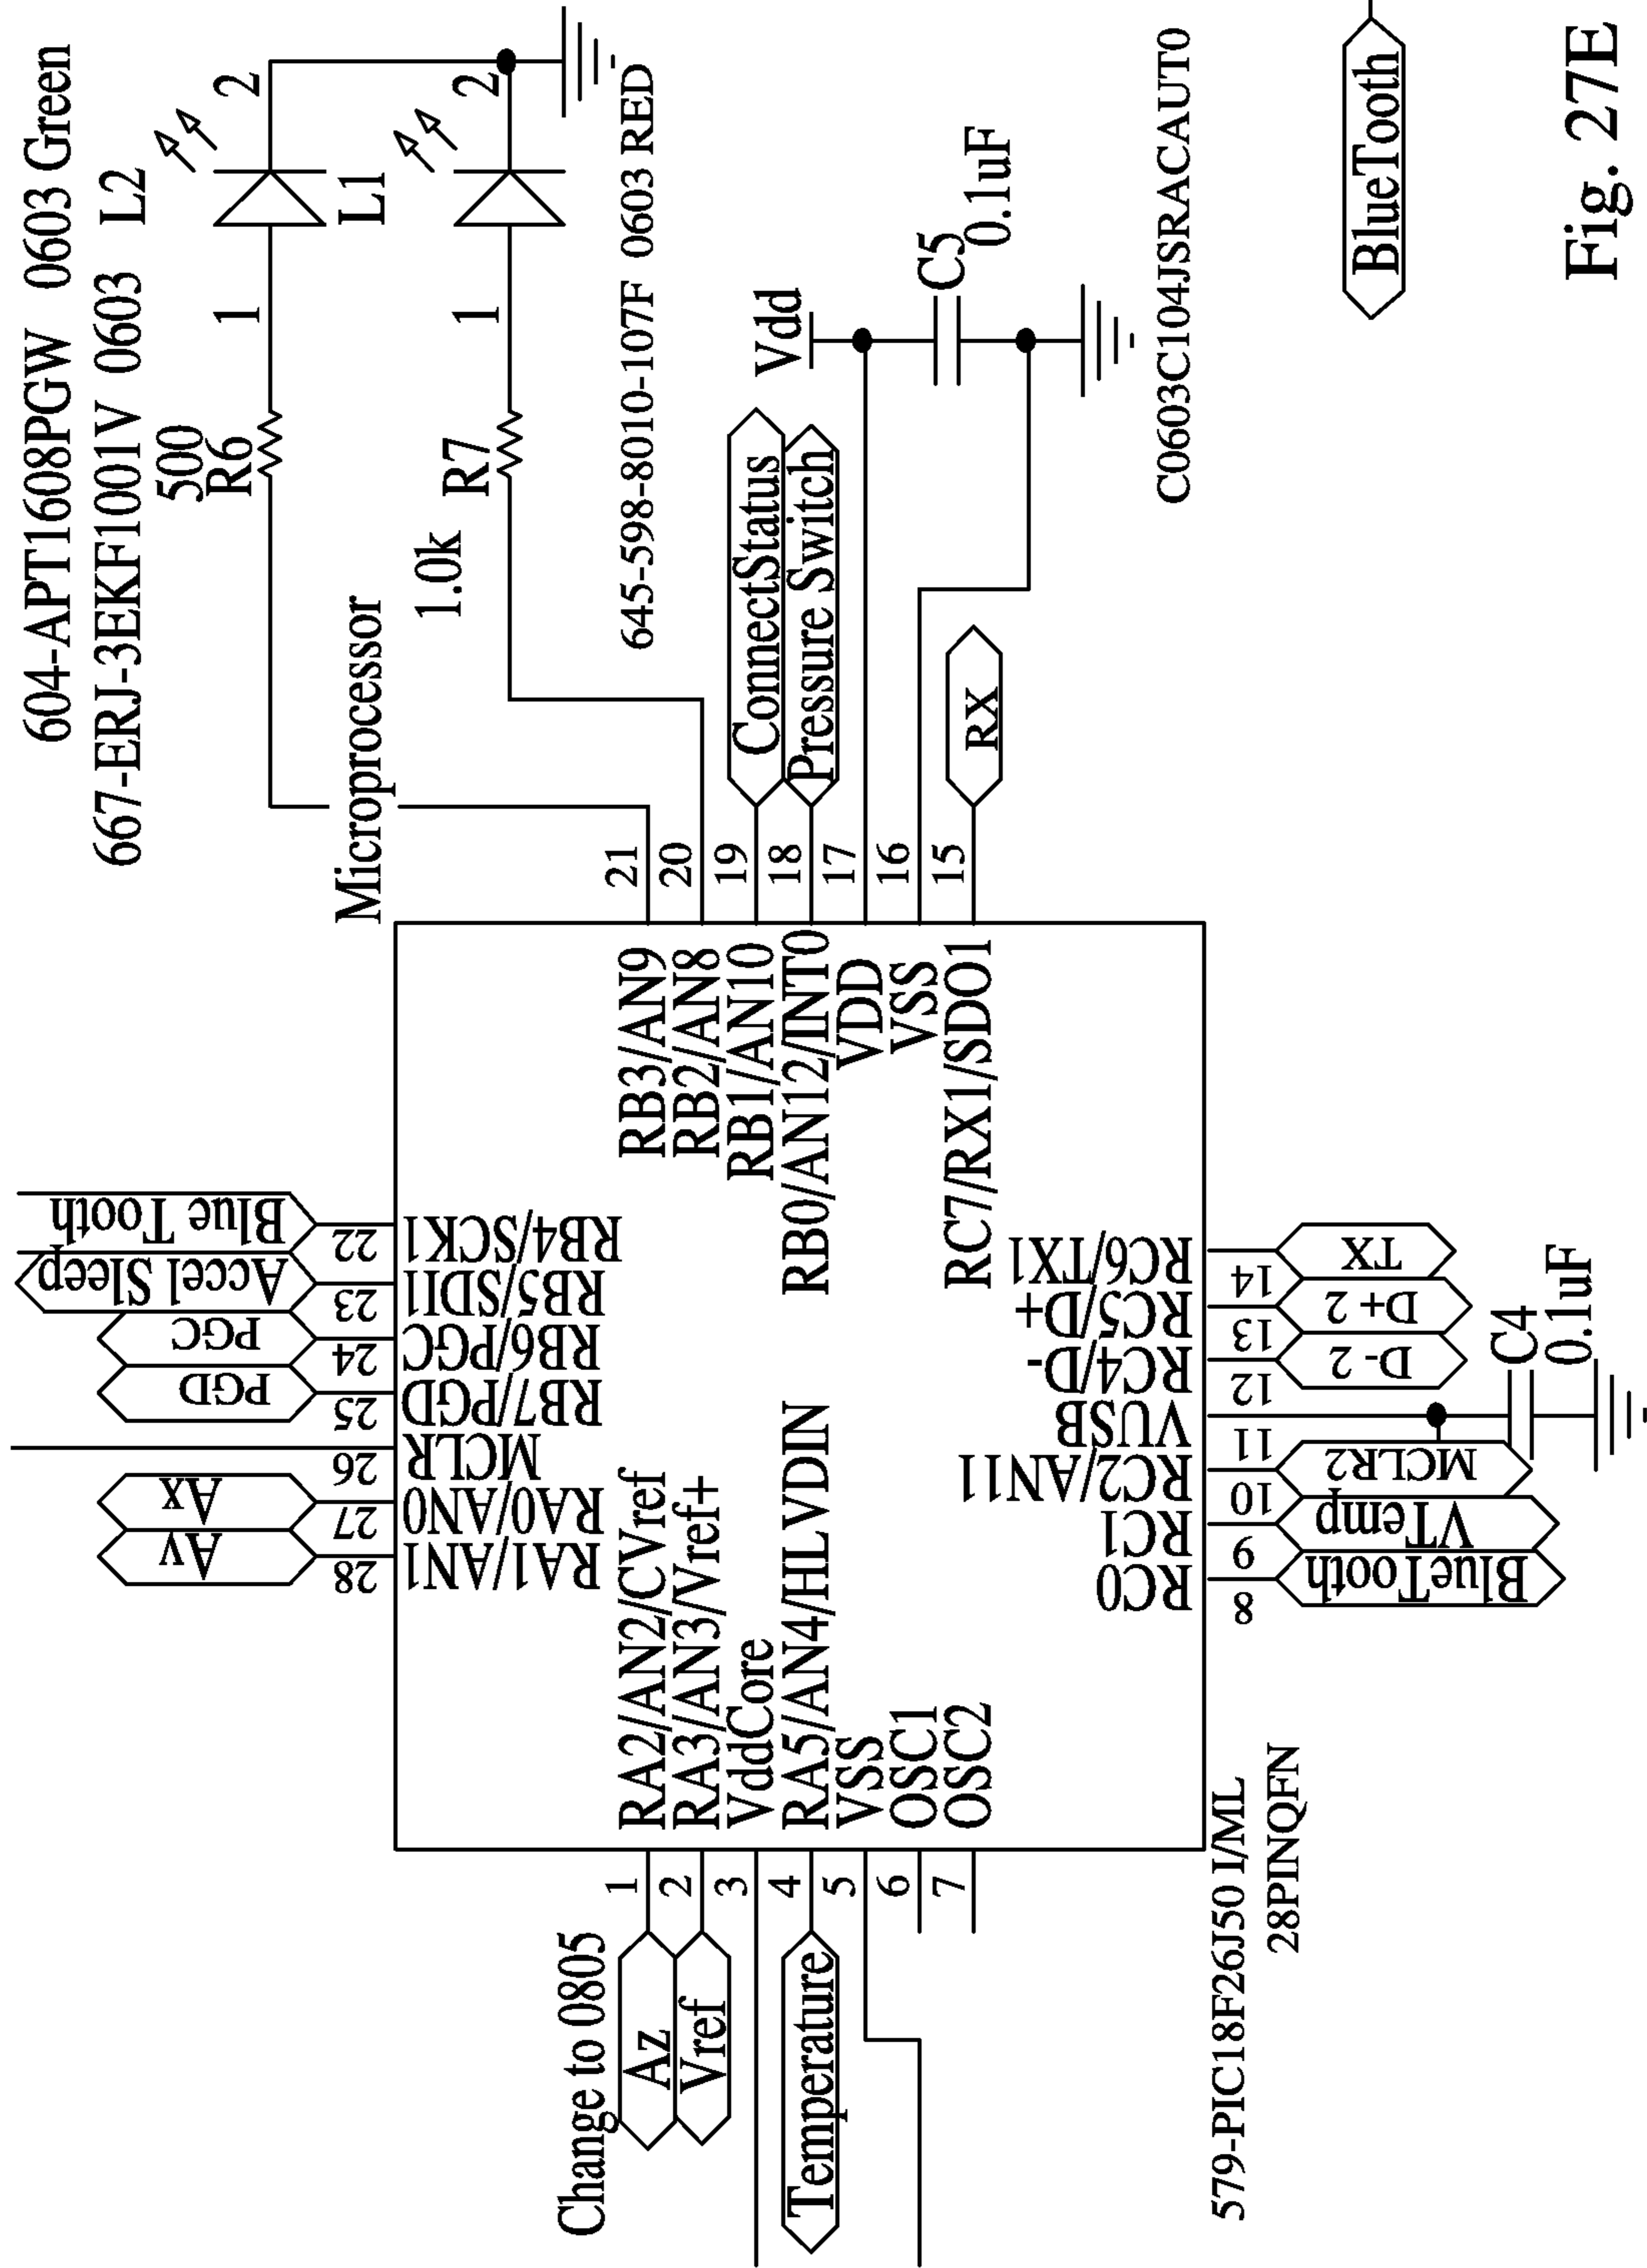 604-APT1608PGW 0603 Green
667-ERJ-3EKF1001V 0603 L2
500
R6
1
2
Microprocessor
1.0k
R7
L1
1
2
645-598-8010-107F 0603 RED
Blue Tooth
Accel Sleep
PGC
PGD
Ax
Av
22
23
24
25
26
27
28
RB4/SCK1
RB5/SDI1
RB6/PGC
RB7/PGD
MCLR
RA0/AN0
RA1/AN1
Change to 0805
Az
Vref
Temperature
1
2
3
4
5
6
7
RA2/AN2/CVref
RA3/AN3/Vref+
VddCore
RA5/AN4/HLVDIN
VSS
OSC1
OSC2
RB3/AN9
RB2/AN8
RB1/AN10
RB0/AN12/INT0
VDD
VSS
RC7/RX1/SDO1
21
20
19
18
17
16
15
ConnectStatus
Pressure Switch
RX
Vdd
C5
0.1uF
C0603C104JSRACAUT0
RC6/TX1
RC5/D+
RC4/D-
VUSB
RC2/AN11
RC1
RC0
14
13
12
11
10
9
8
TX
D+ 2
D- 2
MCLR2
VTemp
BlueTooth
C4
0.1uF
579-PIC18F26J50 I/ML
28PINQFN
BlueTooth
Fig. 27E